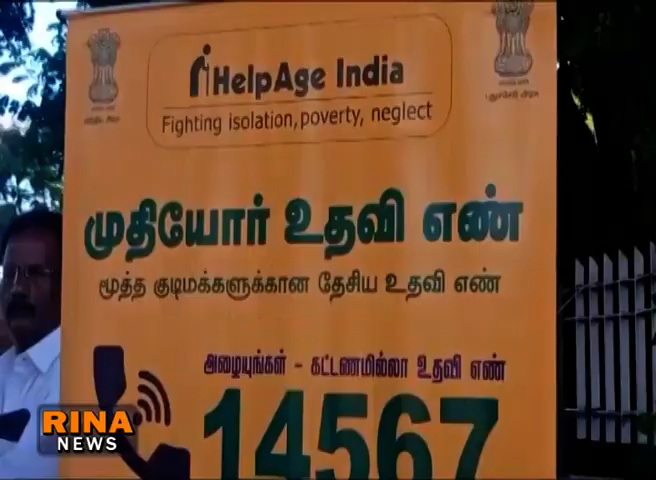 HelpAge India
Fighting isolation, poverty, neglect
முதியோர் உதவி எண்
மூத்த குடிமக்களுக்கான தேசிய உதவி எண்
அழையுங்கள் - கட்டணமில்லா உதவி எண்
14567
RINA
NEWS